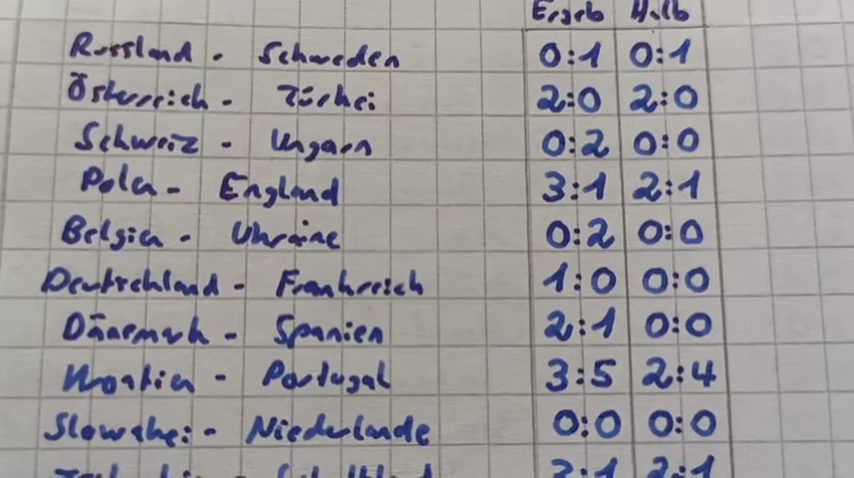 Ergeb Halb
Russland - Schweden 0:1 0:1
Österreich - Türkei 2:0 2:0
Schweiz - Ungarn 0:2 0:0
Polen - England 3:1 2:1
Belgien - Ukraine 0:2 0:0
Deutschland - Frankreich 1:0 0:0
Dänemark - Spanien 2:1 0:0
Kroatien - Portugal 3:5 2:4
Slowakei - Niederlande 0:0 0:0